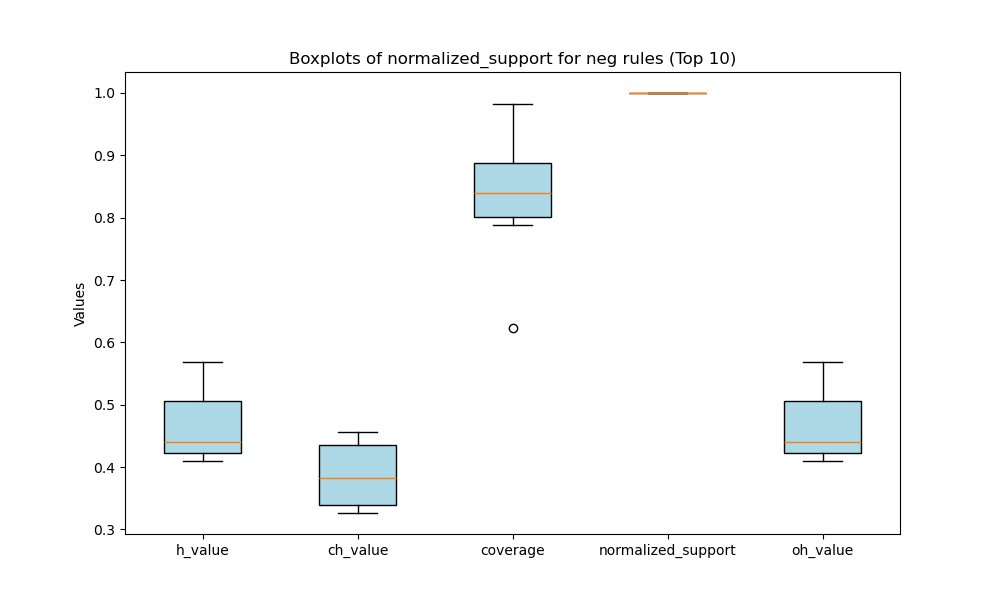 Boxplots of normalized_support for neg rules (Top 10)
Values
1.0
0.9
0.8
0.7
0.6
0.5
0.4
0.3
h_value
ch_value
coverage
normalized_support
oh_value